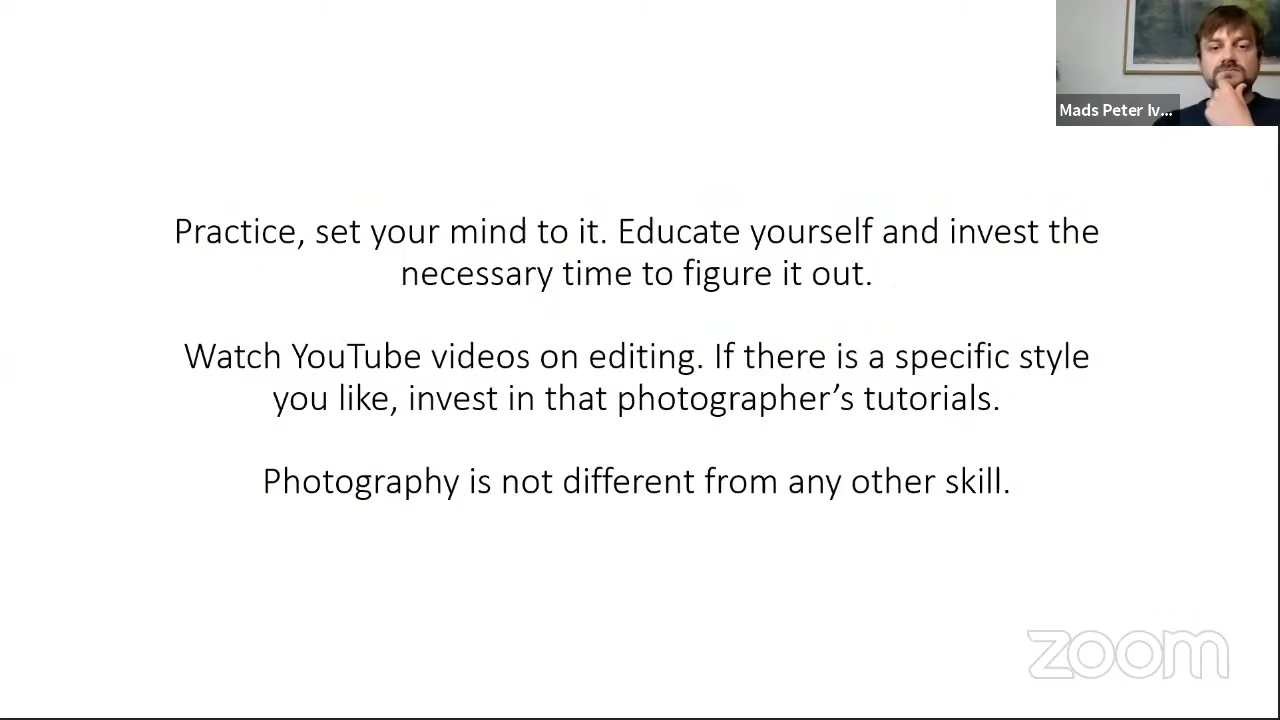 Mads Peter Iv...
Practice, set your mind to it. Educate yourself and invest the
necessary time to figure it out.
Watch YouTube videos on editing. If there is a specific style
you like, invest in that photographer’s tutorials.
Photography is not different from any other skill.
zoom